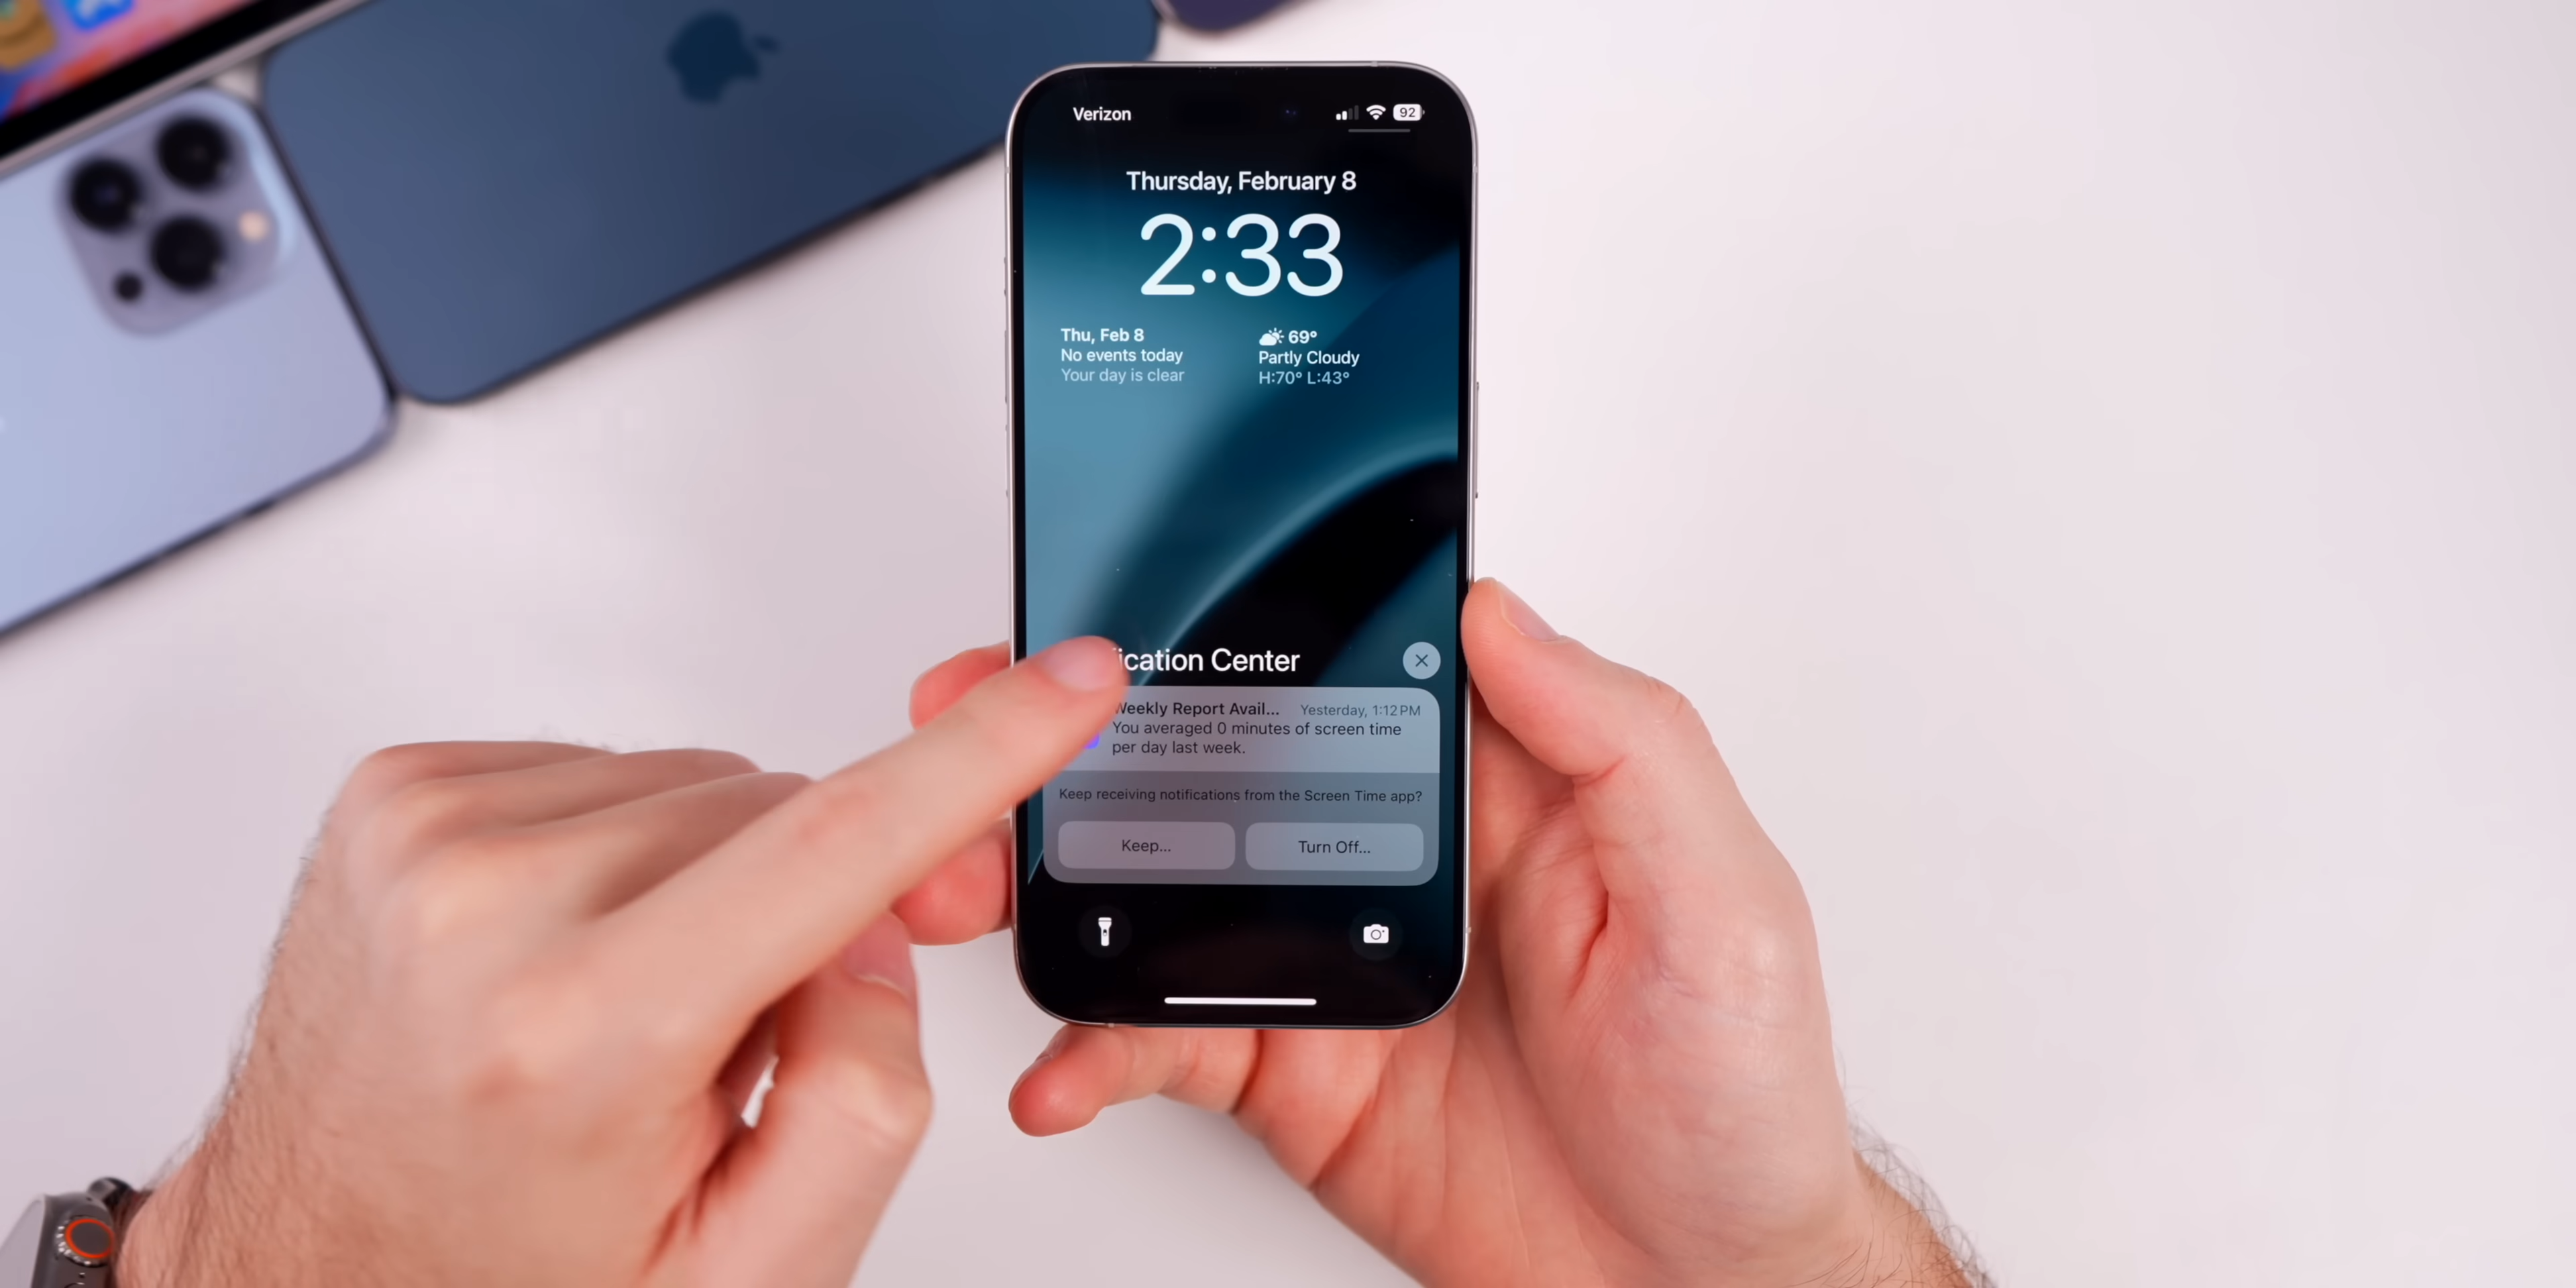 Verizon
92
Thursday, February 8
2:33
Thu, Feb 8
No events today
Your day is clear
69°
Partly Cloudy
H:70° L:43°
ication Center
Weekly Report Avail... Yesterday, 1:12 PM
You averaged 0 minutes of screen time
per day last week.
Keep receiving notifications from the Screen Time app?
Keep...
Turn Off...